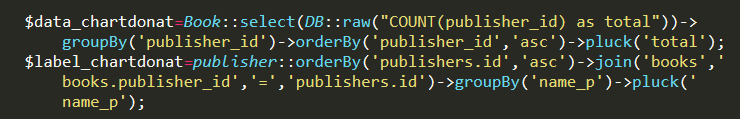 $data_chartdonat=Book::select(DB::raw("COUNT(publisher_id) as total"))->
groupBy('publisher_id')->orderBy('publisher_id','asc')->pluck('total');
$label_chartdonat=publisher::orderBy('publishers.id','asc')->join('books','
books.publisher_id','=','publishers.id')->groupBy('name_p')->pluck('
name_p');